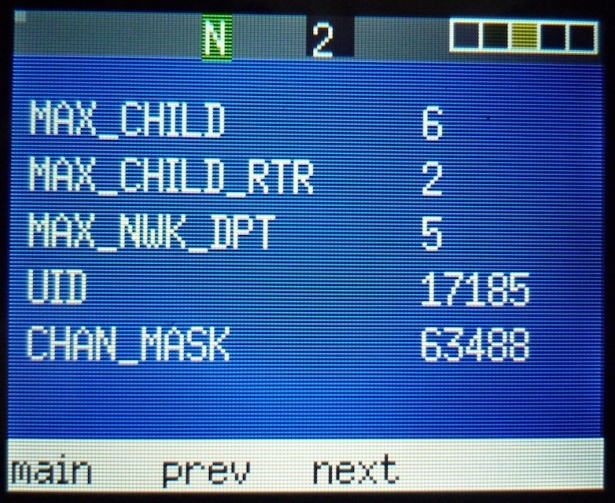 N 2
MAX_CHILD 6
MAX_CHILD_RTR 2
MAX_NWK_DPT 5
UID 17185
CHAN_MASK 63488
main prev next